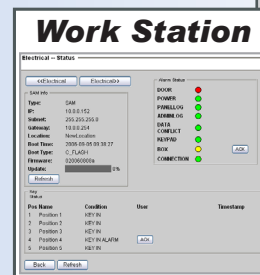 Work Station
Electrical -- Status
<<Electrical Electrical>>
SAM Info
Type: SAM
IP: 10.0.0.152
Subnet: 255.255.255.0
Gateway: 10.0.0.254
Location: NewLocation
Boot Time: 2006-09-06 09:38:27
Boot Type: C_FLASH
Firmware: 020060800s
Update: 0%
Refresh
Alarm Status
DOOR
POWER
PANELLOG
ADMINLOG
DATA
CONFLICT
KEYPAD
BOX ACK
CONNECTION
Key
Status
Pos Name Condition User Timestamp
1 Position 1 KEY IN
2 Position 2 KEY IN
3 Position 3 KEY IN
4 Position 4 KEY IN ALARM ACK
5 Position 5 KEY IN
Back Refresh